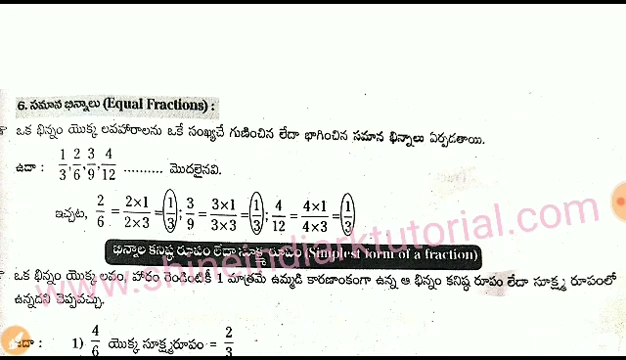 6. సమాన భిన్నాలు (Equal Fractions) :
ఒక భిన్నం యొక్క లవహారాలను ఒకే సంఖ్యచే గుణించిన లేదా భాగించిన సమాన భిన్నాలు ఏర్పడతాయి.
ఉదా : 1/3, 2/6, 3/9, 4/12 .......... మొదలైనవి.
ఇచ్చట, 2/6 = 2×1/2×3 = 1/3 ; 3/9 = 3×1/3×3 = 1/3 ; 4/12 = 4×1/4×3 = 1/3
భిన్నాల కనిష్ఠ రూపం లేదా సూక్ష్మ రూపం (Simplest form of a fraction)
ఒక భిన్నం యొక్క లవం, హారం రెండింటికీ 1 మాత్రమే ఉమ్మడి కారణాంకంగా ఉన్న ఆ భిన్నం కనిష్ఠ రూపం లేదా సూక్ష్మ రూపంలో
ఉన్నదని చెప్పవచ్చు.
ఉదా : 1) 4/6 యొక్క సూక్ష్మరూపం = 2/3
www.shineindiarktutorial.com